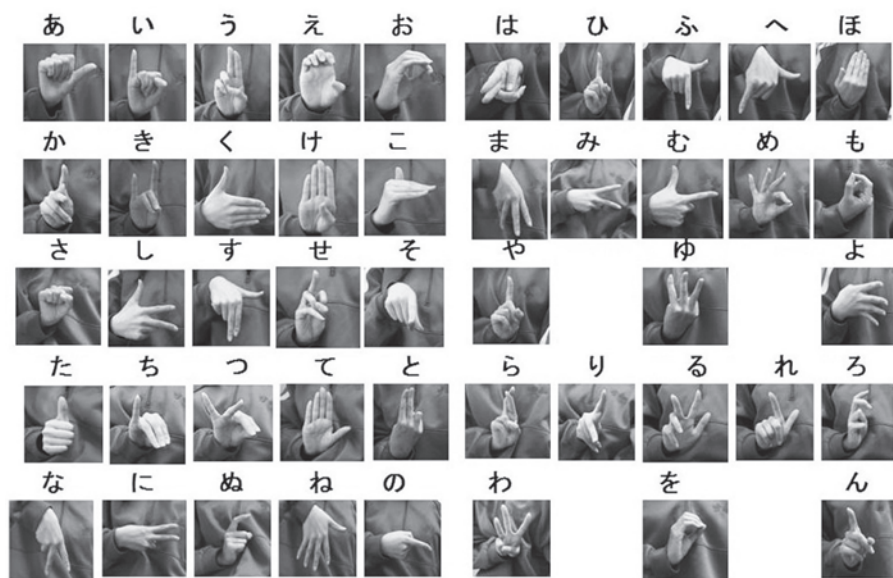 あ い う え お は ひ ふ へ ほ
か き く け こ ま み む め も
さ し す せ そ や ゆ よ
た ち つ て と ら り る れ ろ
な に ぬ ね の わ を ん